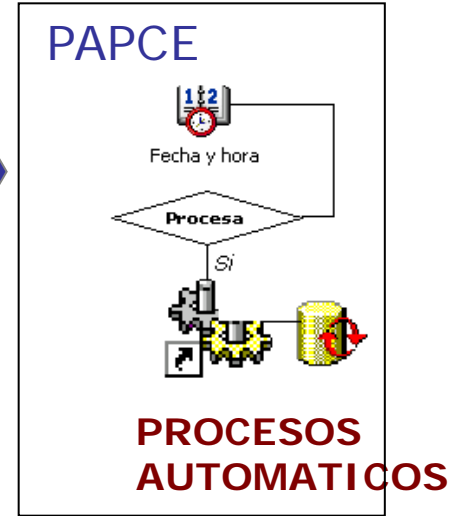 PAPCE
1 2
Fecha y hora
Procesa
Si
PROCESOS
AUTOMATICOS